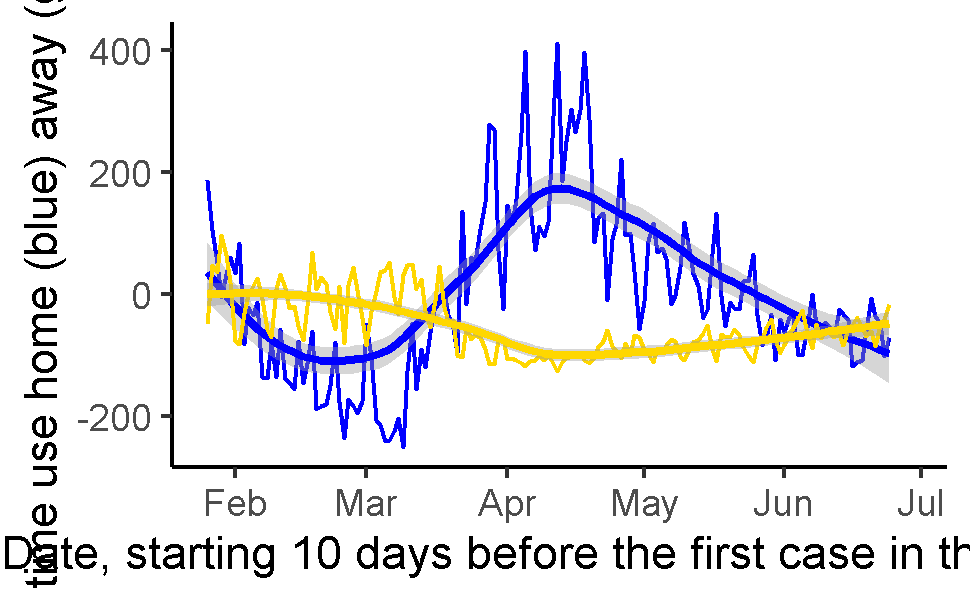 time use home (blue) away (
400
200
0
-200
Feb Mar Apr May Jun Jul
Date, starting 10 days before the first case in th